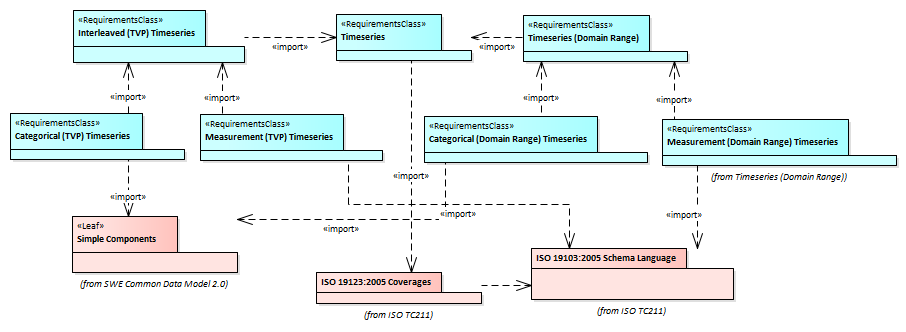 «RequirementsClass»
Interleaved (TVP) Timeseries
«import»
«RequirementsClass»
Timeseries
«import»
«RequirementsClass»
Timeseries (Domain Range)
«import»
«import»
«import»
«import»
«RequirementsClass»
Categorical (TVP) Timeseries
«RequirementsClass»
Measurement (TVP) Timeseries
«RequirementsClass»
Categorical (Domain Range) Timeseries
«RequirementsClass»
Measurement (Domain Range) Timeseries
(from Timeseries (Domain Range))
«import»
«import»
«import»
«import»
«import»
«import»
«Leaf»
Simple Components
(from SWE Common Data Model 2.0)
ISO 19123:2005 Coverages
(from ISO TC211)
ISO 19103:2005 Schema Language
(from ISO TC211)